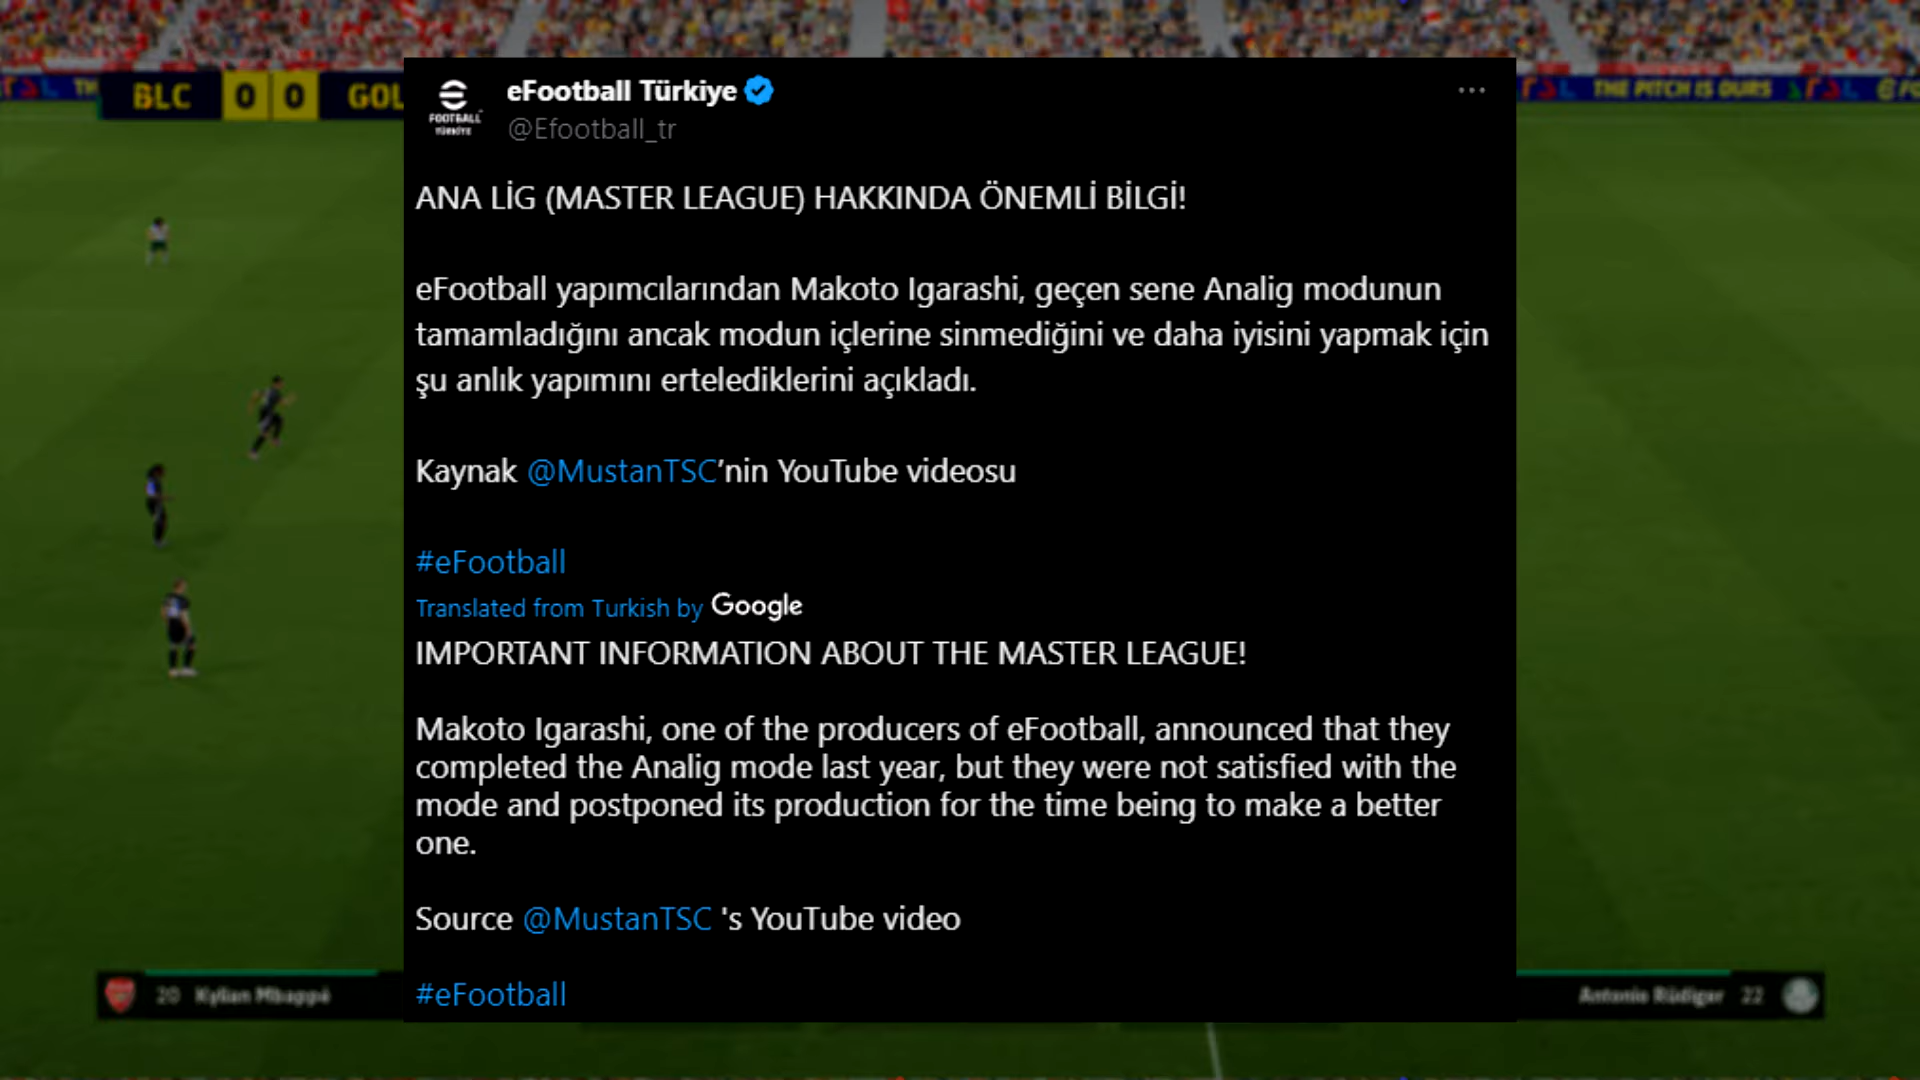 THE PITCH IS OURS
BLC 0 0 GOL
FOOTBALL
TÜRKİYE
eFootball Türkiye
@Efootball_tr
ANA LİG (MASTER LEAGUE) HAKKINDA ÖNEMLİ BİLGİ!
eFootball yapımcılarından Makoto Igarashi, geçen sene Analig modunun
tamamladığını ancak modun içlerine sinmediğini ve daha iyisini yapmak için
şu anlık yapımını ertelediklerini açıkladı.
Kaynak @MustanTSC’nin YouTube videosu
#eFootball
Translated from Turkish by Google
IMPORTANT INFORMATION ABOUT THE MASTER LEAGUE!
Makoto Igarashi, one of the producers of eFootball, announced that they
completed the Analig mode last year, but they were not satisfied with the
mode and postponed its production for the time being to make a better
one.
Source @MustanTSC 's YouTube video
#eFootball
20 Kylian Mbappé
Antonio Rüdiger 22